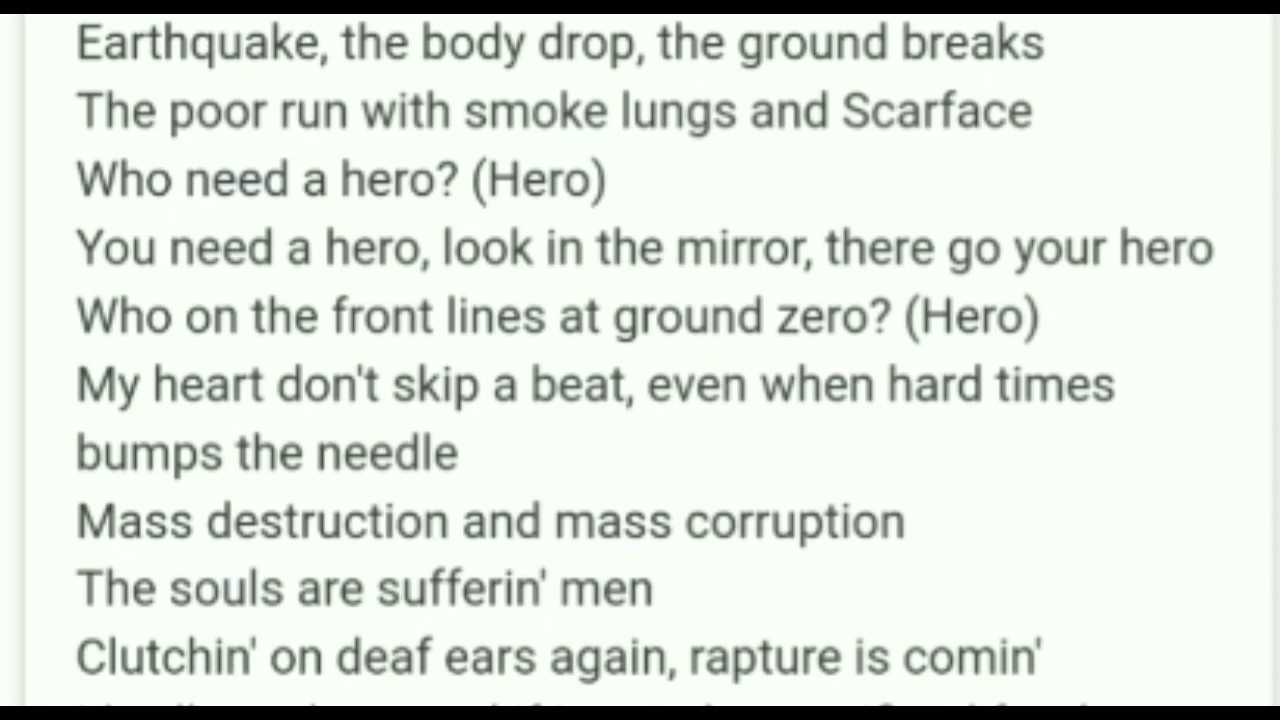 Earthquake, the body drop, the ground breaks
The poor run with smoke lungs and Scarface
Who need a hero? (Hero)
You need a hero, look in the mirror, there go your hero
Who on the front lines at ground zero? (Hero)
My heart don't skip a beat, even when hard times
bumps the needle
Mass destruction and mass corruption
The souls are sufferin' men
Clutchin' on deaf ears again, rapture is comin'